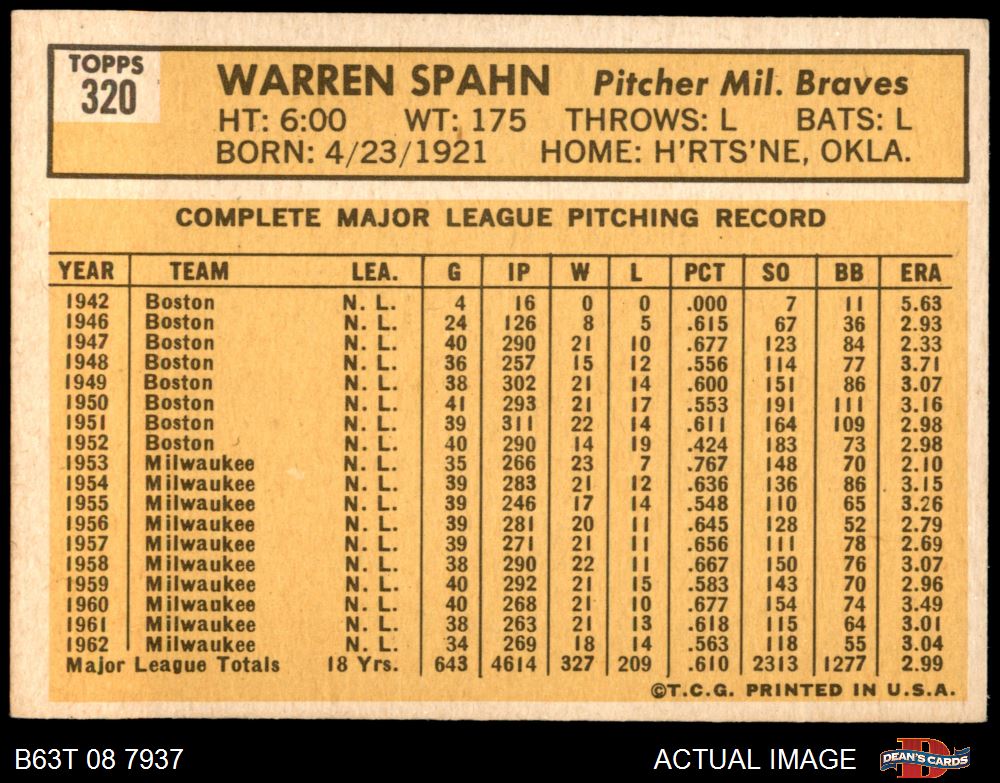 TOPPS
320
WARREN SPAHN Pitcher Mil. Braves
HT: 6:00 WT: 175 THROWS: L BATS: L
BORN: 4/23/1921 HOME: H'RTS'NE, OKLA.
COMPLETE MAJOR LEAGUE PITCHING RECORD
YEAR TEAM LEA. G IP W L PCT SO BB ERA
1942 Boston N. L. 4 16 0 0 .000 7 11 5.63
1946 Boston N. L. 24 126 8 5 .615 67 36 2.93
1947 Boston N. L. 40 290 21 10 .677 123 84 2.33
1948 Boston N. L. 36 257 15 12 .556 114 77 3.71
1949 Boston N. L. 38 302 21 14 .600 151 86 3.07
1950 Boston N. L. 41 293 21 17 .553 191 111 3.16
1951 Boston N. L. 39 311 22 14 .611 164 109 2.98
1952 Boston N. L. 40 290 14 19 .424 183 73 2.98
1953 Milwaukee N. L. 35 266 23 7 .767 148 70 2.10
1954 Milwaukee N. L. 39 283 21 12 .636 136 86 3.15
1955 Milwaukee N. L. 39 246 17 14 .548 110 65 3.26
1956 Milwaukee N. L. 39 281 20 11 .645 128 52 2.79
1957 Milwaukee N. L. 39 271 21 11 .656 111 78 2.69
1958 Milwaukee N. L. 38 290 22 11 .667 150 76 3.07
1959 Milwaukee N. L. 40 292 21 15 .583 143 70 2.96
1960 Milwaukee N. L. 40 268 21 10 .677 154 74 3.49
1961 Milwaukee N. L. 38 263 21 13 .618 115 64 3.01
1962 Milwaukee N. L. 34 269 18 14 .563 118 55 3.04
Major League Totals 18 Yrs. 643 4614 327 209 .610 2313 1277 2.99
©T.C.G. PRINTED IN U.S.A.
B63T 08 7937 ACTUAL IMAGE DEAN'S CARDS